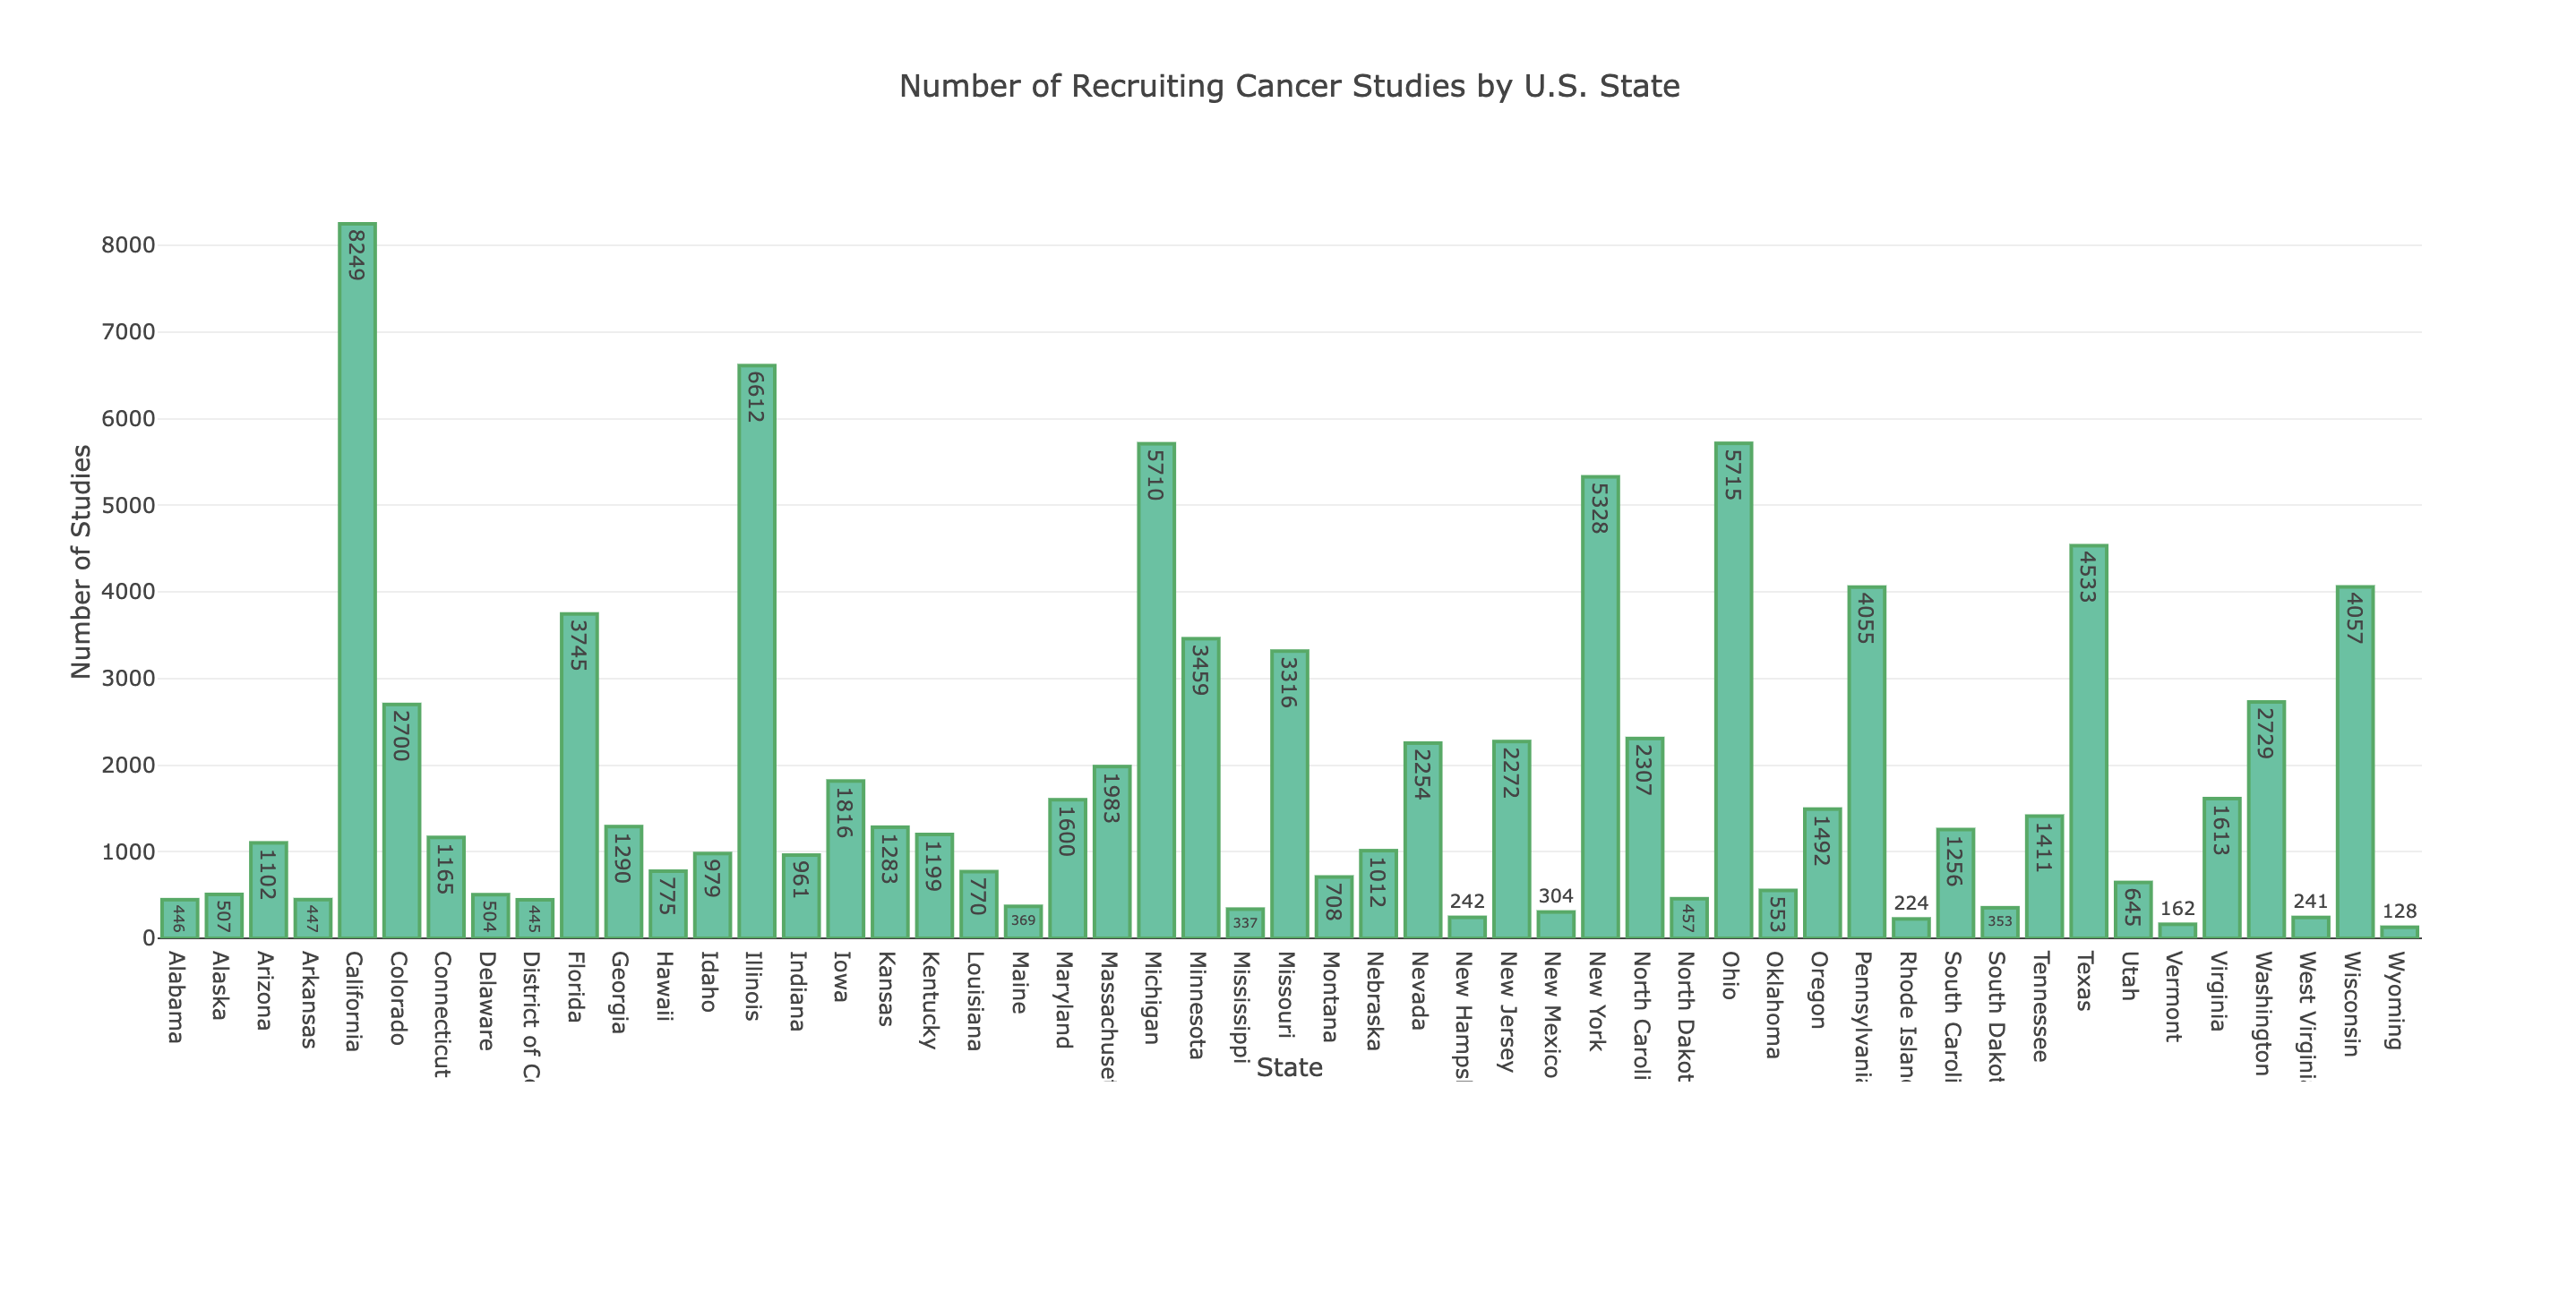 Number of Recruiting Cancer Studies by U.S. State
Number of Studies
8000
7000
6000
5000
4000
3000
2000
1000
0
446
507
1102
447
8249
2700
1165
504
445
3745
1290
775
979
6612
961
1816
1283
1199
770
369
1600
1983
5710
3459
337
3316
708
1012
2254
242
2272
304
5328
2307
457
5715
553
1492
4055
224
1256
353
1411
4533
645
162
1613
2729
241
4057
128
Alabama
Alaska
Arizona
Arkansas
California
Colorado
Connecticut
Delaware
District of Co
Florida
Georgia
Hawaii
Idaho
Illinois
Indiana
Iowa
Kansas
Kentucky
Louisiana
Maine
Maryland
Massachuset
Michigan
Minnesota
Mississippi
Missouri
Montana
Nebraska
Nevada
New Hampsh
New Jersey
New Mexico
New York
North Caroli
North Dakot
Ohio
Oklahoma
Oregon
Pennsylvania
Rhode Islan
South Caroli
South Dakot
Tennessee
Texas
Utah
Vermont
Virginia
Washington
West Virginia
Wisconsin
Wyoming
State